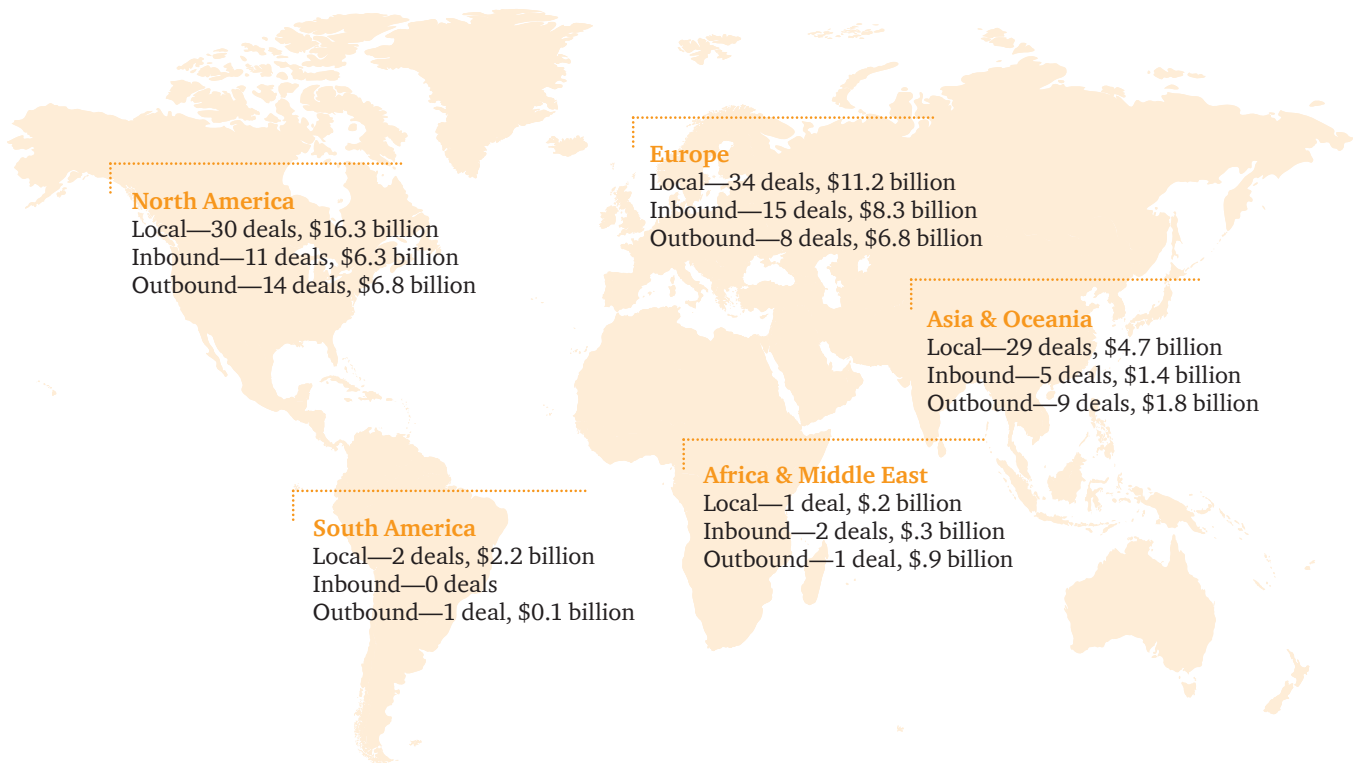 North America
Local—30 deals, $16.3 billion
Inbound—11 deals, $6.3 billion
Outbound—14 deals, $6.8 billion
Europe
Local—34 deals, $11.2 billion
Inbound—15 deals, $8.3 billion
Outbound—8 deals, $6.8 billion
Asia & Oceania
Local—29 deals, $4.7 billion
Inbound—5 deals, $1.4 billion
Outbound—9 deals, $1.8 billion
Africa & Middle East
Local—1 deal, $.2 billion
Inbound—2 deals, $.3 billion
Outbound—1 deal, $.9 billion
South America
Local—2 deals, $2.2 billion
Inbound—0 deals
Outbound—1 deal, $0.1 billion